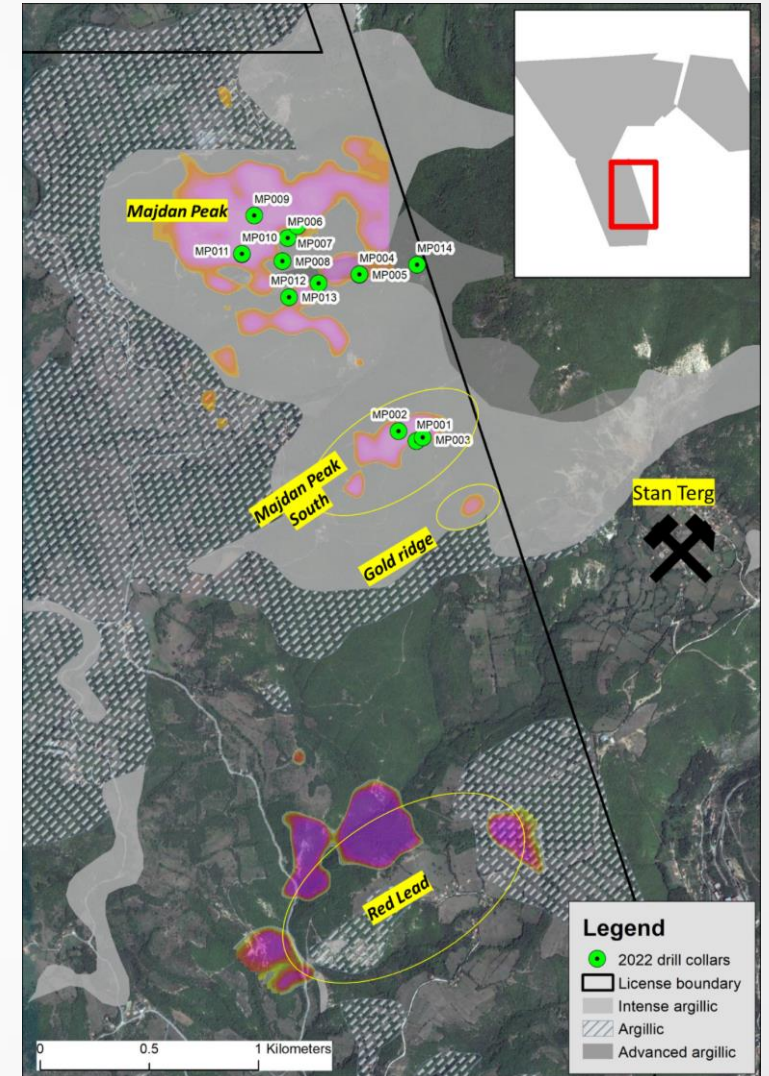 Majdan Peak
MP009
MP006
MP010
MP007
MP011
MP008
MP004
MP014
MP005
MP012
MP013
MP002
MP001
MP003
Majdan Peak
South
Gold ridge
Stan Terg
Red Lead
Legend
2022 drill collars
License boundary
Intense argillic
Argillic
Advanced argillic
0 0.5 1 Kilometers